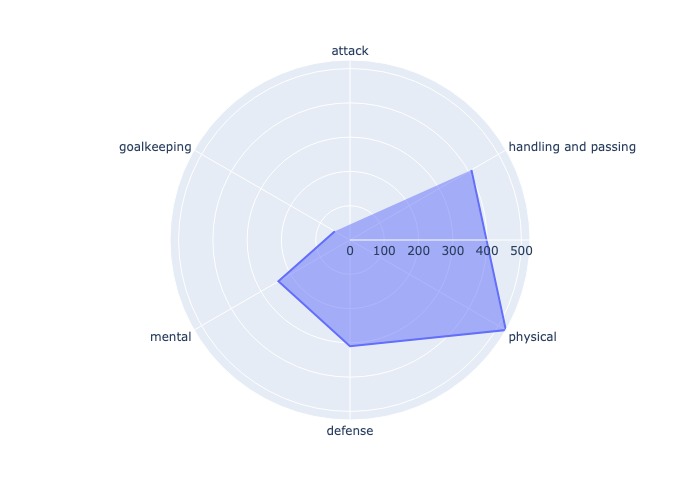 attack
goalkeeping
handling and passing
0 100 200 300 400 500
mental
physical
defense